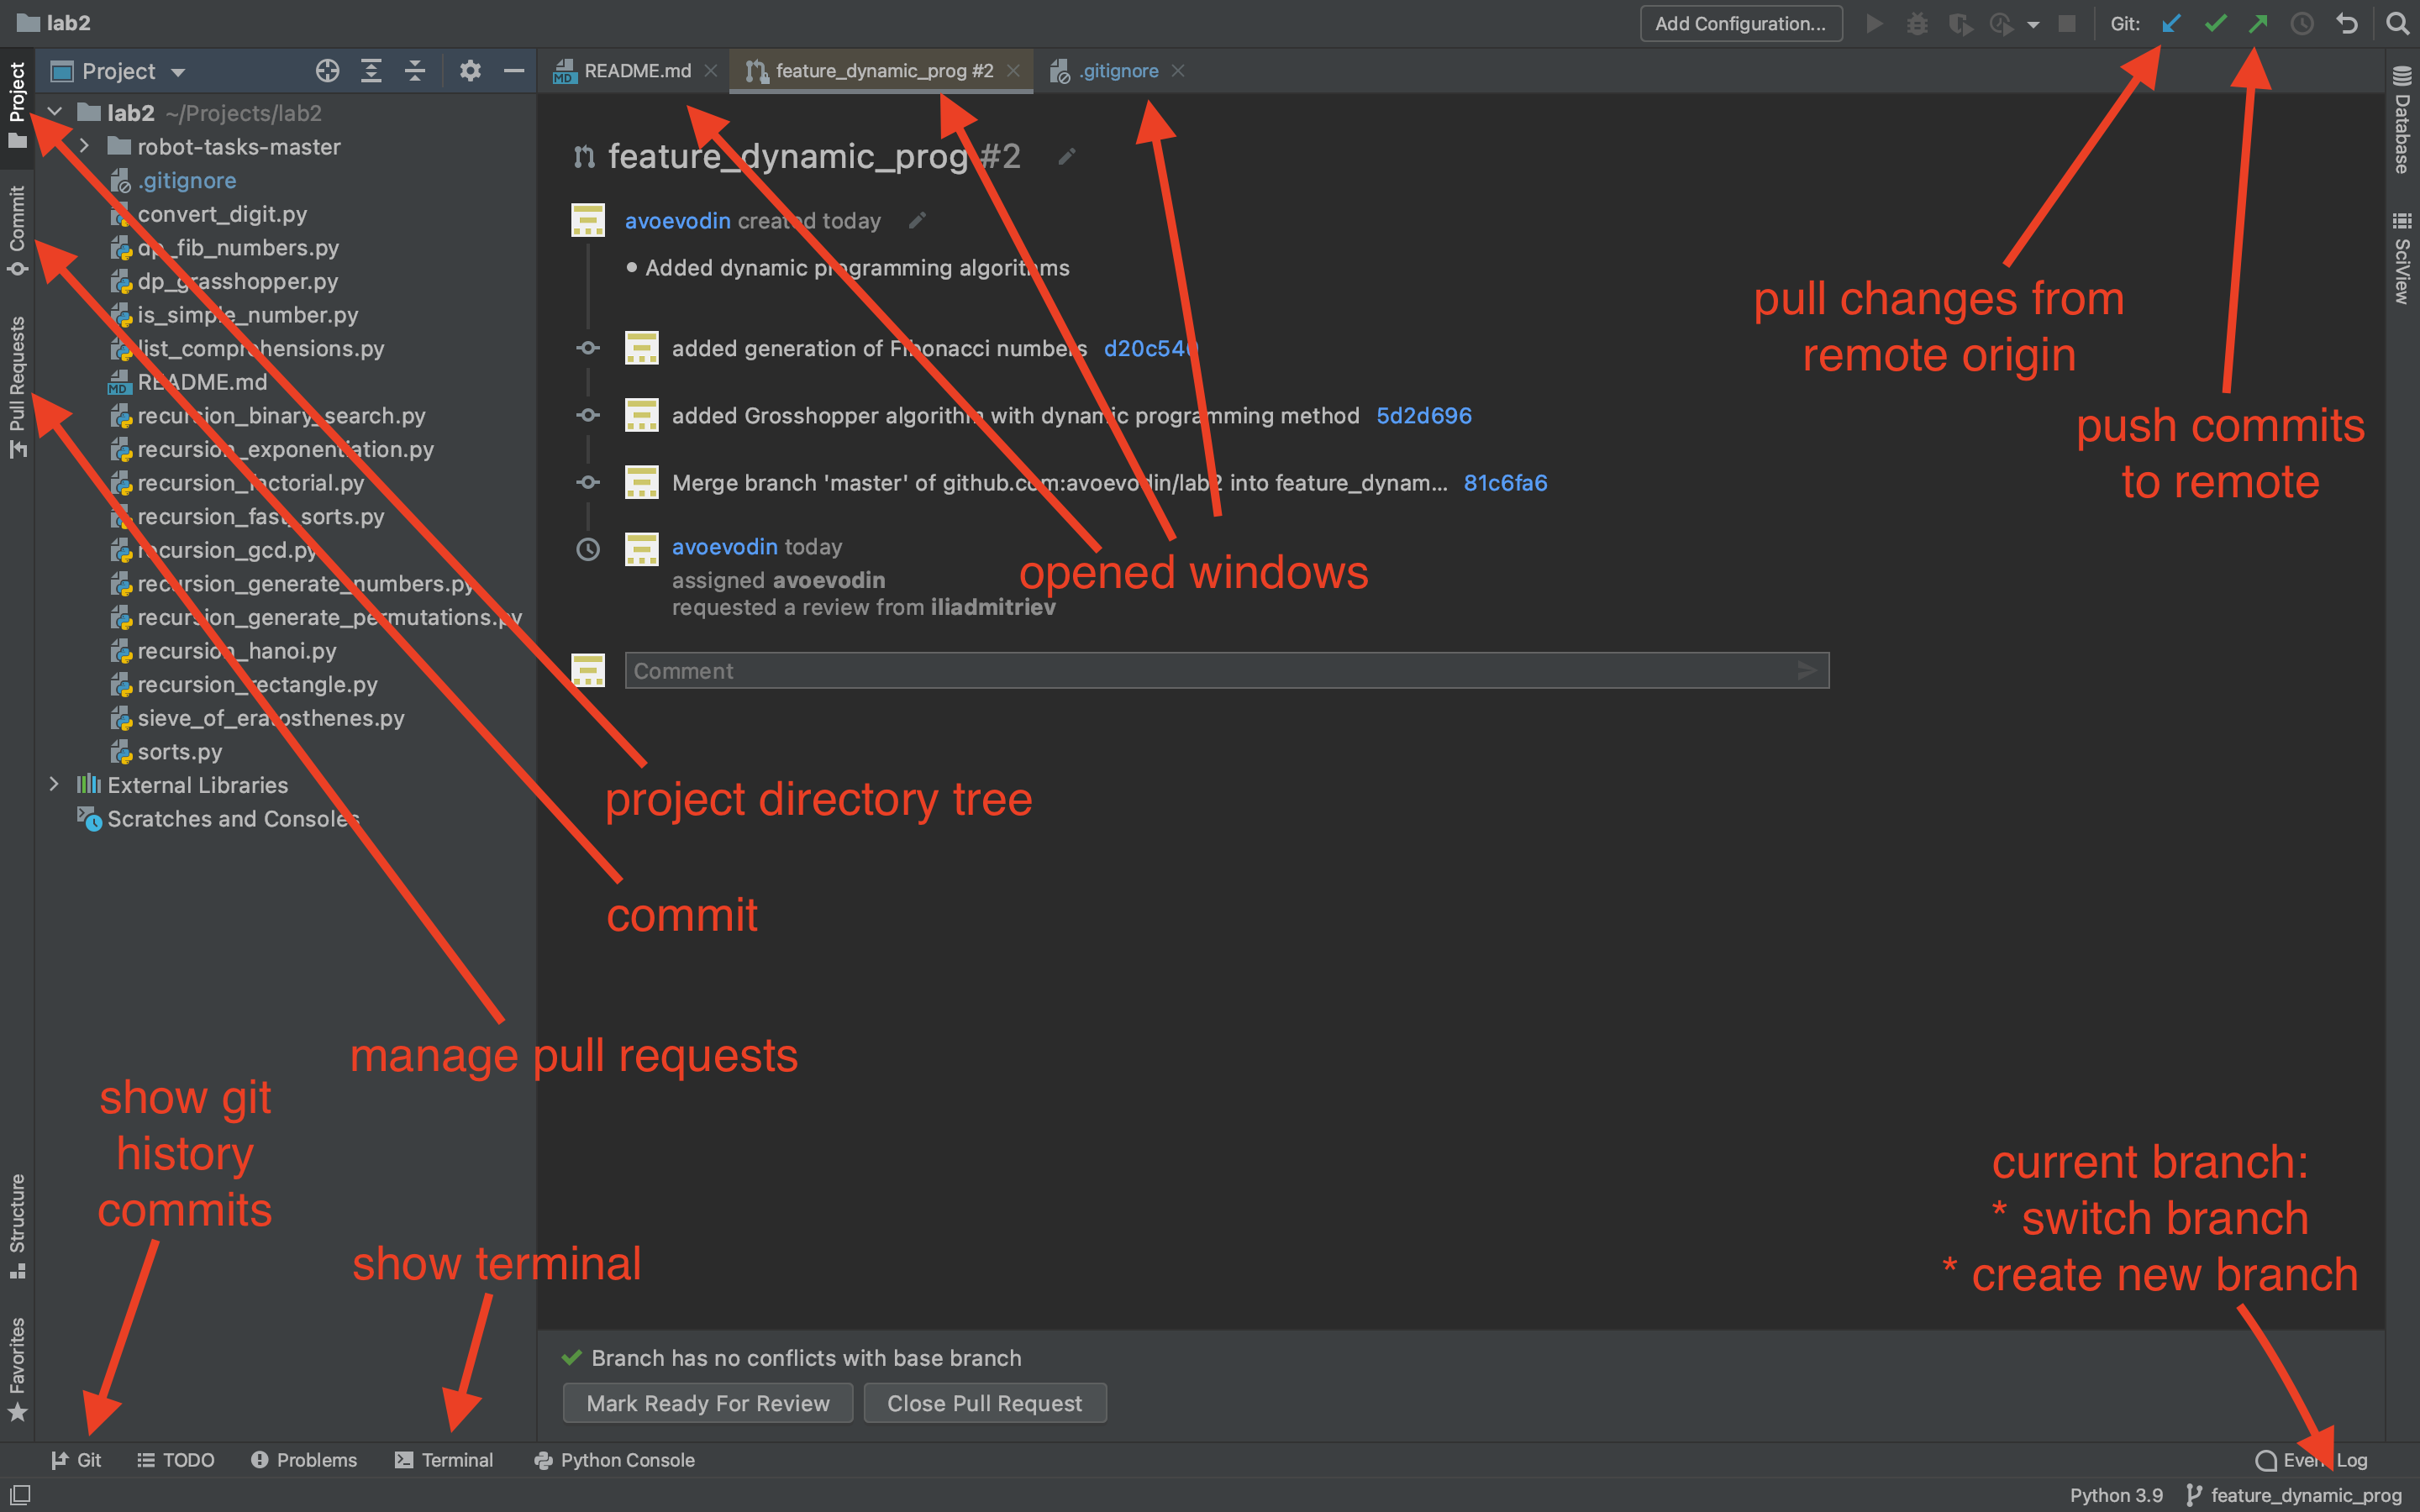 lab2
Add Configuration...
Git:
Project
Commit
Pull Requests
Structure
Favorites
Project
lab2 ~/Projects/lab2
robot-tasks-master
.gitignore
convert_digit.py
dp_fib_numbers.py
dp_grasshopper.py
is_simple_number.py
list_comprehensions.py
README.md
recursion_binary_search.py
recursion_exponentiation.py
recursion_factorial.py
recursion_fast_sorts.py
recursion_gcd.py
recursion_generate_numbers.py
recursion_generate_permutations.py
recursion_hanoi.py
recursion_rectangle.py
sieve_of_eratosthenes.py
sorts.py
External Libraries
Scratches and Consoles
README.md
feature_dynamic_prog #2
.gitignore
feature_dynamic_prog #2
avoevodin created today
• Added dynamic programming algorithms
added generation of Fibonacci numbers d20c540
added Grosshopper algorithm with dynamic programming method 5d2d696
Merge branch 'master' of github.com:avoevodin/lab2 into feature_dynam... 81c6fa6
avoevodin today
assigned avoevodin
requested a review from iliadmitriev
Comment
opened windows
pull changes from
remote origin
push commits
to remote
project directory tree
commit
manage pull requests
show git
history
commits
show terminal
current branch:
* switch branch
* create new branch
Database
SciView
Branch has no conflicts with base branch
Mark Ready For Review
Close Pull Request
Git
TODO
Problems
Terminal
Python Console
Event Log
Python 3.9
feature_dynamic_prog